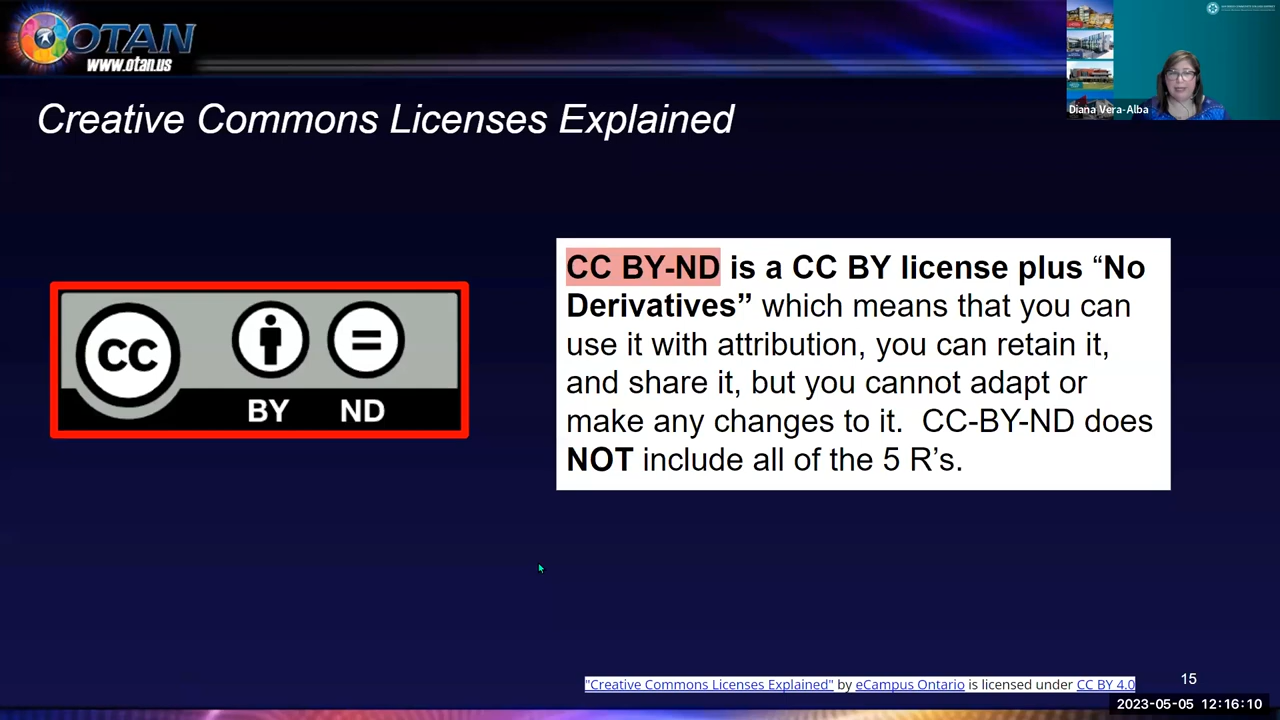 OTAN
www.otan.us
Diana Vera-Alba
Creative Commons Licenses Explained
CC BY-ND is a CC BY license plus “No
Derivatives” which means that you can
use it with attribution, you can retain it,
and share it, but you cannot adapt or
make any changes to it. CC-BY-ND does
NOT include all of the 5 R’s.
CC
BY ND
"Creative Commons Licenses Explained" by eCampus Ontario is licensed under CC BY 4.0
15
2023-05-05 12:16:10